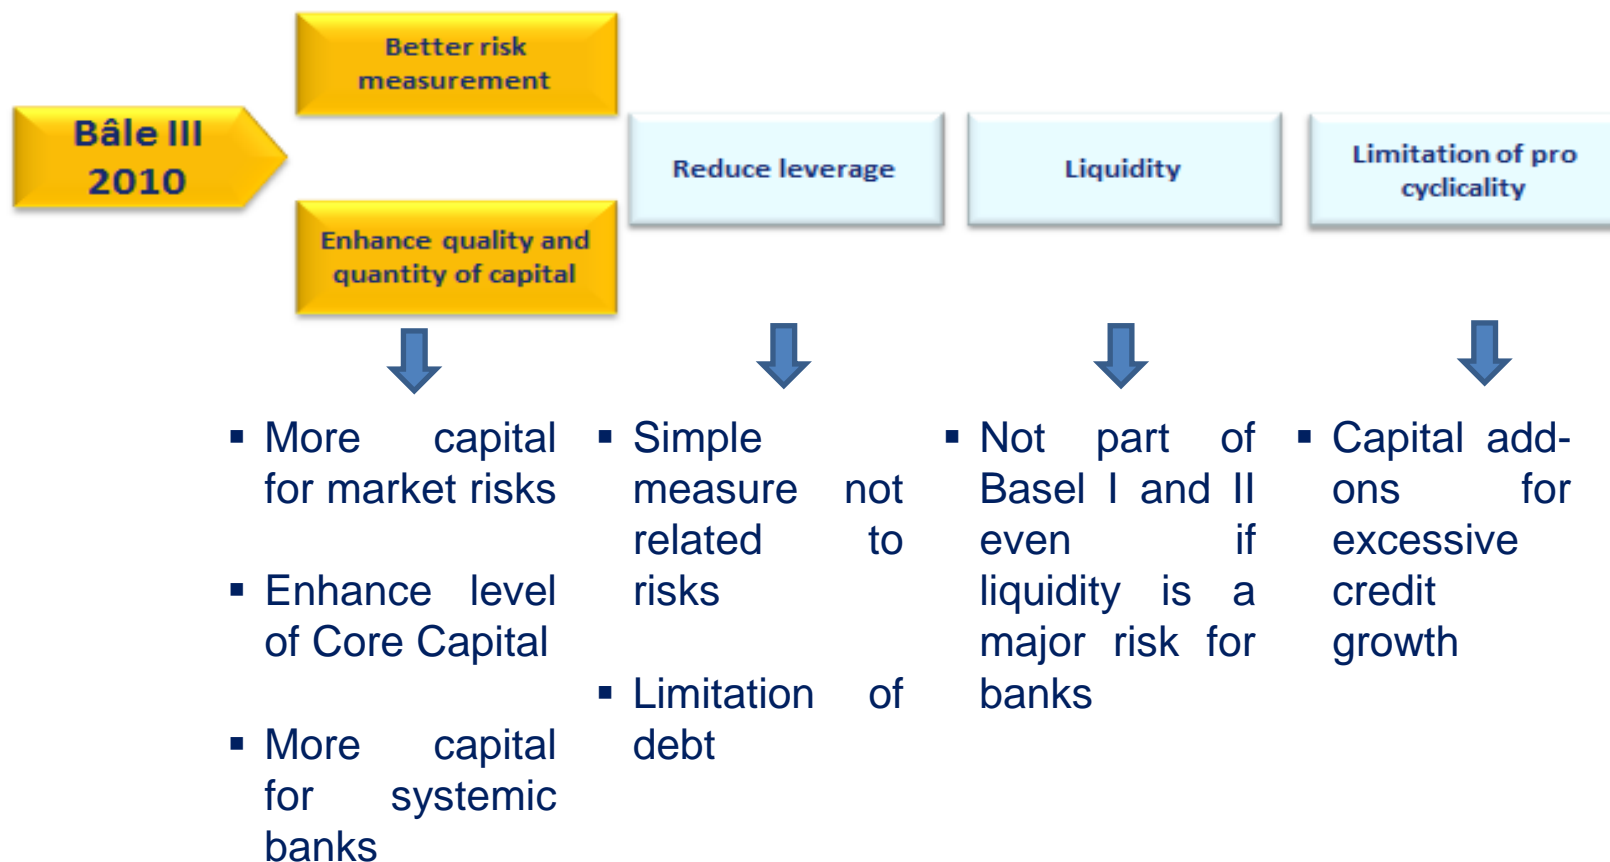 Better risk
measurement
Bâle III
2010
Enhance quality and
quantity of capital
Reduce leverage
Liquidity
Limitation of pro
cyclicality
▪ More capital
for market risks
▪ Enhance level
of Core Capital
▪ More capital
for systemic
banks
▪ Simple
measure not
related to
risks
▪ Limitation of
debt
▪ Not part of
Basel I and II
even if
liquidity is a
major risk for
banks
▪ Capital add-
ons for
excessive
credit
growth